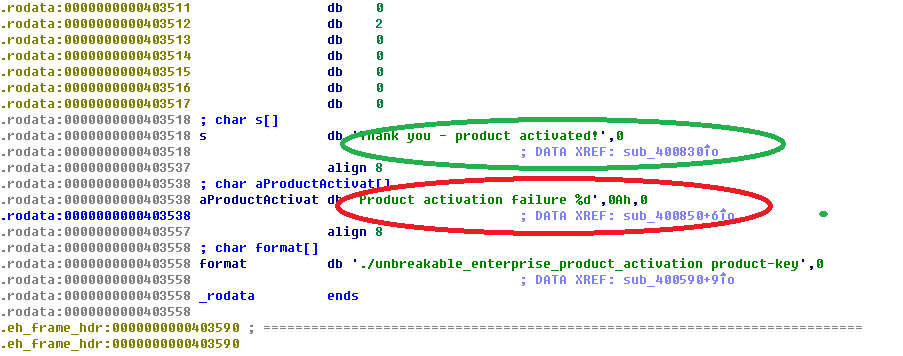 .rodata:0000000000403511 db 0
.rodata:0000000000403512 db 2
.rodata:0000000000403513 db 0
.rodata:0000000000403514 db 0
.rodata:0000000000403515 db 0
.rodata:0000000000403516 db 0
.rodata:0000000000403517 db 0
.rodata:0000000000403518 ; char s[]
.rodata:0000000000403518 s db 'Thank you - product activated!',0
.rodata:0000000000403518 ; DATA XREF: sub_400830↑o
.rodata:0000000000403537 align 8
.rodata:0000000000403538 ; char aProductActivat[]
.rodata:0000000000403538 aProductActivat db 'Product activation failure %d',0Ah,0
.rodata:0000000000403538 ; DATA XREF: sub_400850+6↑o
.rodata:0000000000403557 align 8
.rodata:0000000000403558 ; char format[]
.rodata:0000000000403558 format db './unbreakable_enterprise_product_activation product-key',0
.rodata:0000000000403558 ; DATA XREF: sub_400590+9↑o
.rodata:0000000000403558 _rodata ends
.rodata:0000000000403558
.eh_frame_hdr:0000000000403590 ; ===========================================================================
.eh_frame_hdr:0000000000403590